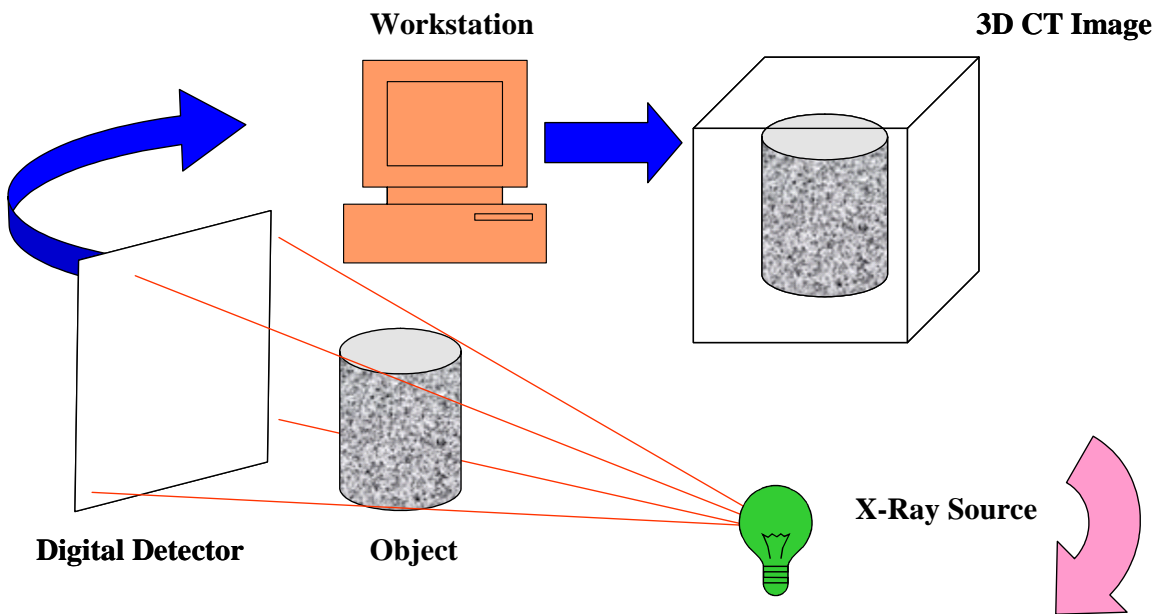 Workstation
3D CT Image
X-Ray Source
Digital Detector
Object